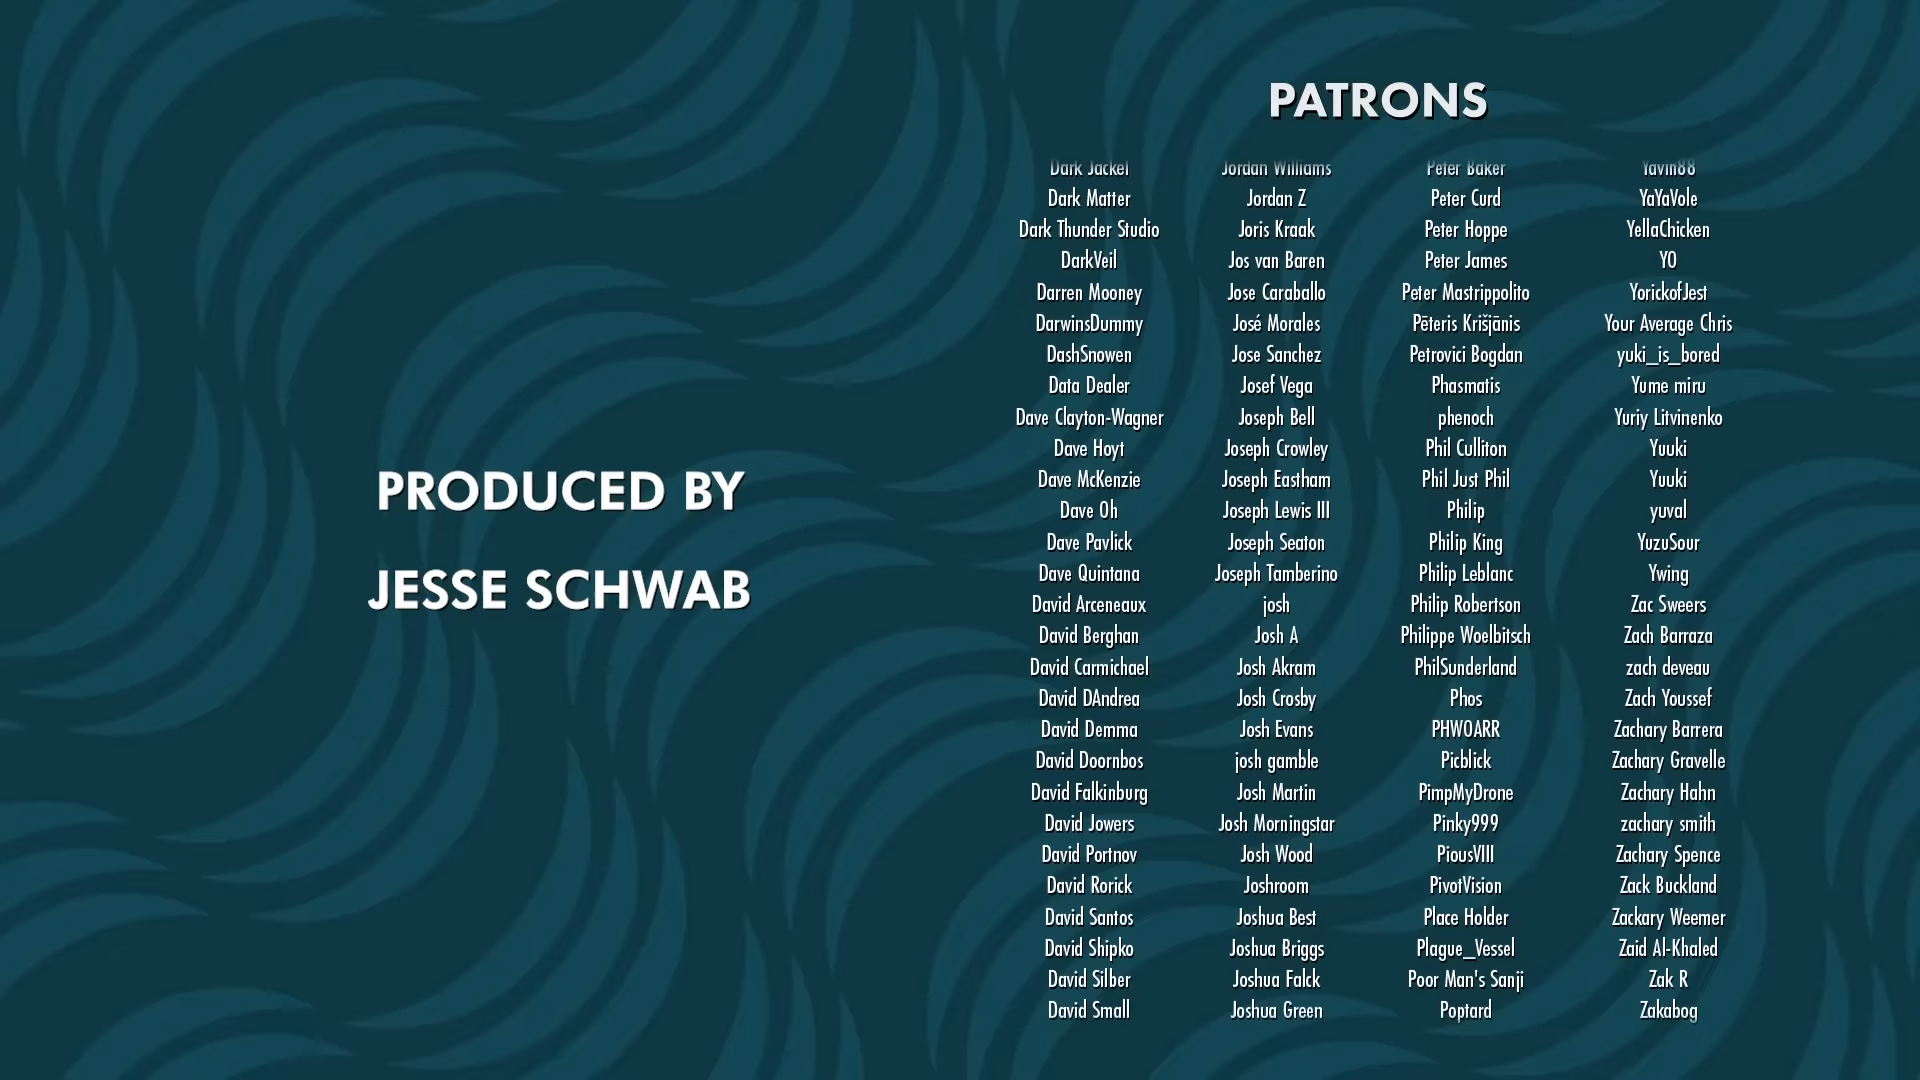 PRODUCED BY
JESSE SCHWAB
PATRONS
Dark Jackel
Dark Matter
Dark Thunder Studio
DarkVeil
Darren Mooney
DarwinsDummy
DashSnowen
Data Dealer
Dave Clayton-Wagner
Dave Hoyt
Dave McKenzie
Dave Oh
Dave Pavlick
Dave Quintana
David Arceneaux
David Berghan
David Carmichael
David DAndrea
David Demma
David Doornbos
David Falkinburg
David Jowers
David Portnov
David Rorick
David Santos
David Shipko
David Silber
David Small
Jordan Williams
Jordan Z
Joris Kraak
Jos van Baren
Jose Caraballo
José Morales
Jose Sanchez
Josef Vega
Joseph Bell
Joseph Crowley
Joseph Eastham
Joseph Lewis III
Joseph Seaton
Joseph Tamberino
josh
Josh A
Josh Akram
Josh Crosby
Josh Evans
josh gamble
Josh Martin
Josh Morningstar
Josh Wood
Joshroom
Joshua Best
Joshua Briggs
Joshua Falck
Joshua Green
Peter Baker
Peter Curd
Peter Hoppe
Peter James
Peter Mastrippolito
Pēteris Krišjānis
Petrovici Bogdan
Phasmatis
phenoch
Phil Culliton
Phil Just Phil
Philip
Philip King
Philip Leblanc
Philip Robertson
Philippe Woelbitsch
PhilSunderland
Phos
PHWOARR
Picblick
PimpMyDrone
Pinky999
PiousVIII
PivotVision
Place Holder
Plague_Vessel
Poor Man's Sanji
Poptard
Yavin88
YaYaVole
YellaChicken
YO
YorickofJest
Your Average Chris
yuki_is_bored
Yume miru
Yuriy Litvinenko
Yuuki
Yuuki
yuval
YuzuSour
Ywing
Zac Sweers
Zach Barraza
zach deveau
Zach Youssef
Zachary Barrera
Zachary Gravelle
Zachary Hahn
zachary smith
Zachary Spence
Zack Buckland
Zackary Weemer
Zaid Al-Khaled
Zak R
Zakabog